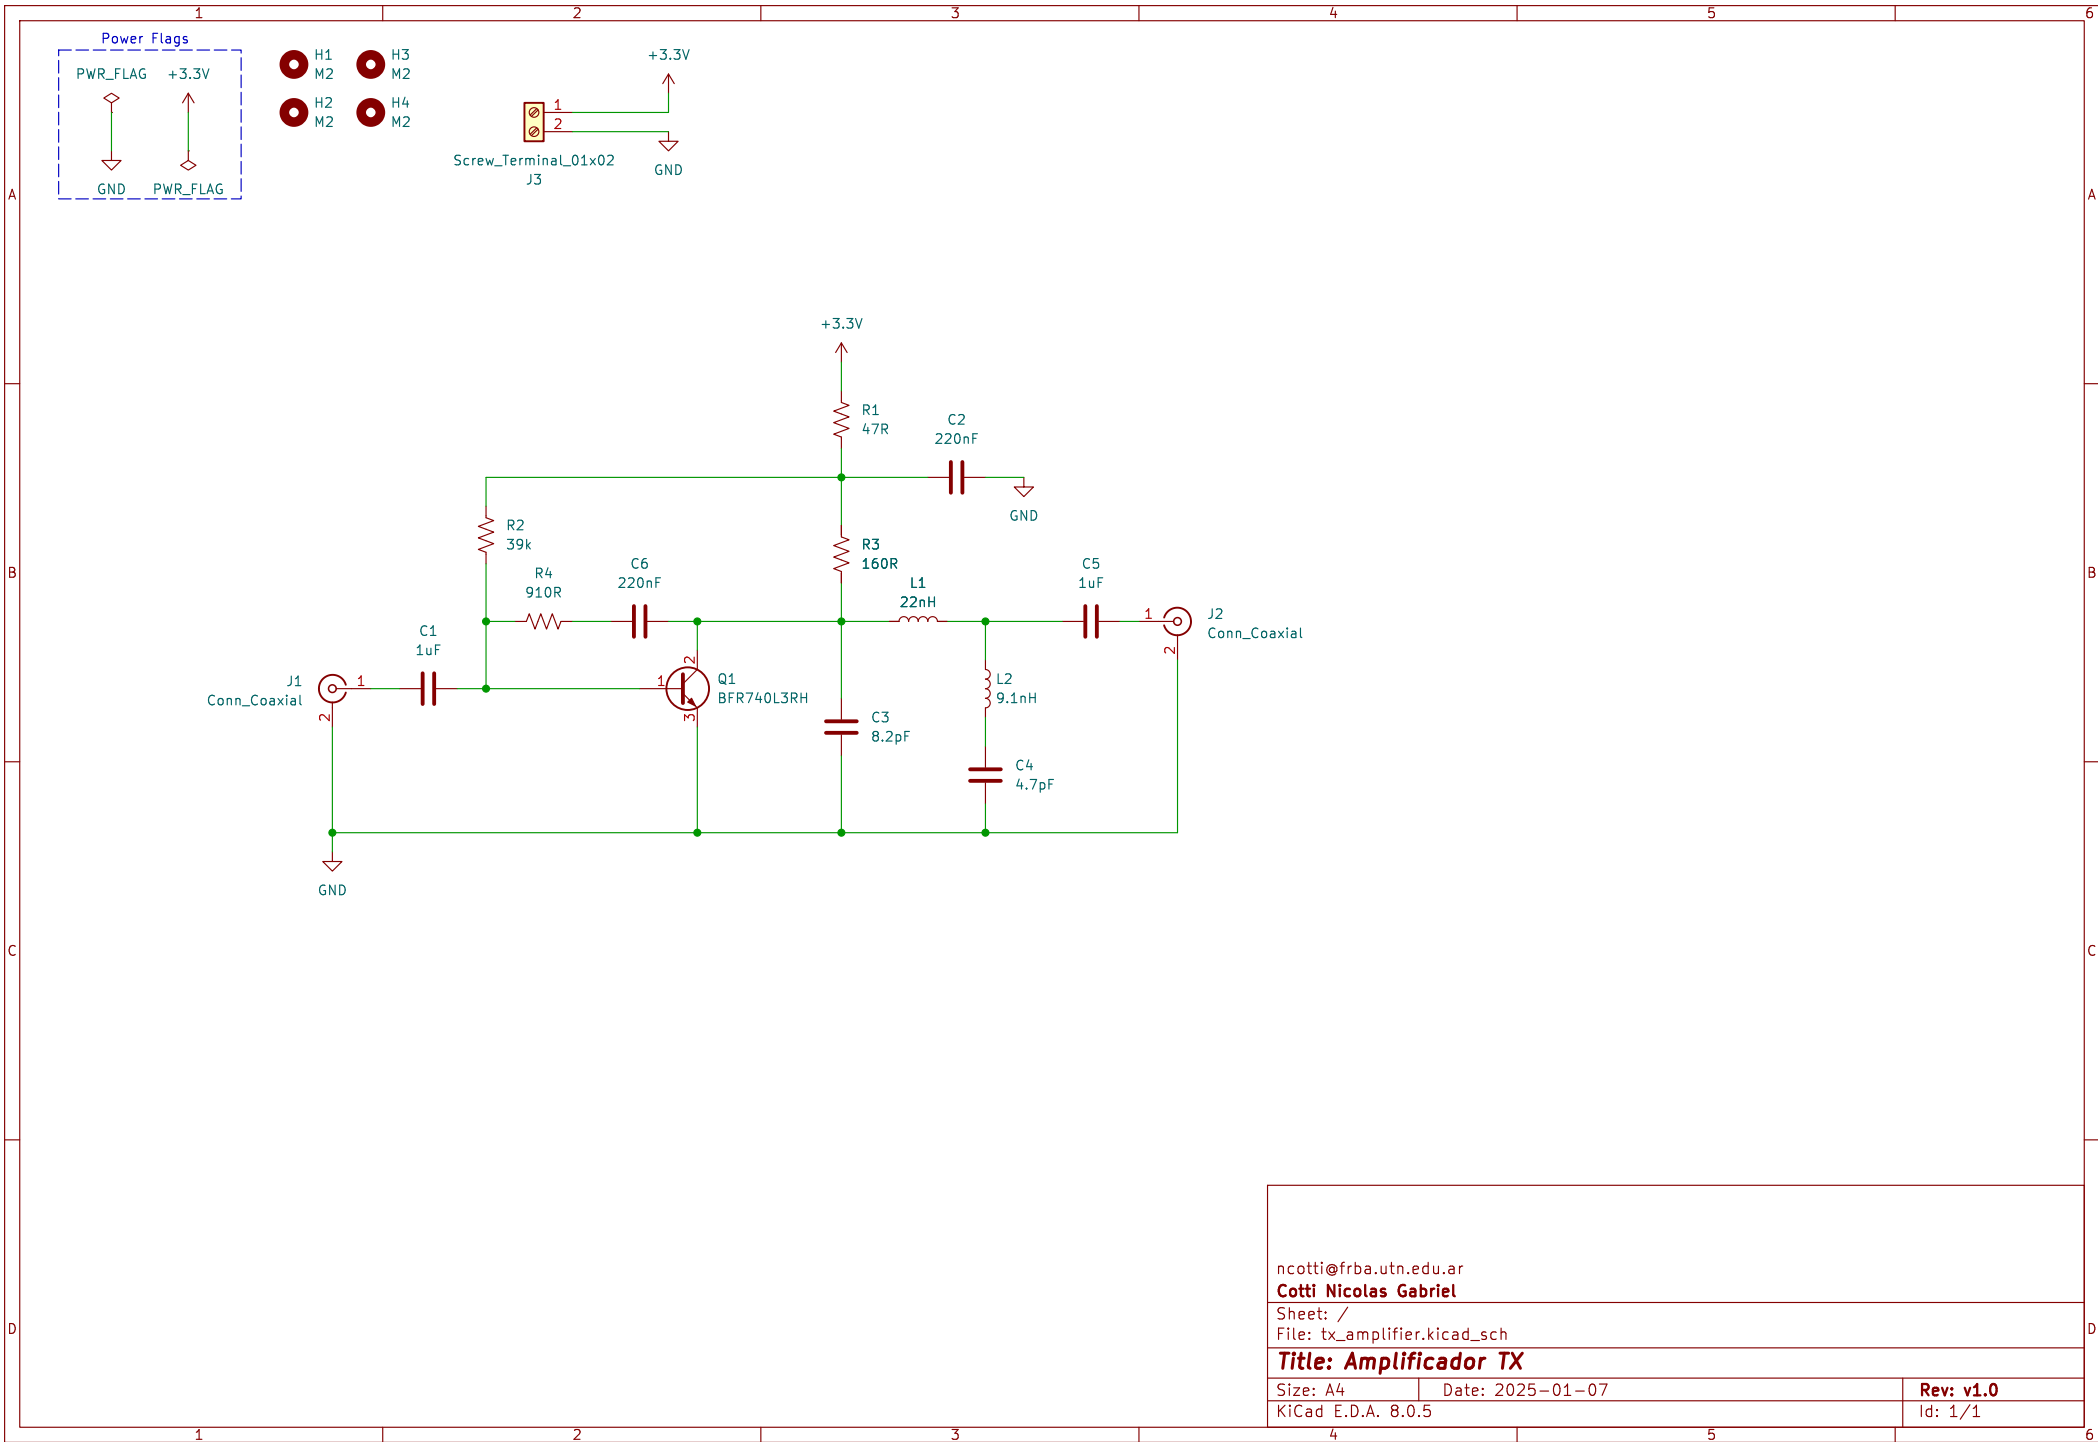 1 2 3 4 5 6
Power Flags
PWR_FLAG +3.3V
GND PWR_FLAG
H1
M2
H3
M2
H2
M2
H4
M2
+3.3V
1
2
Screw_Terminal_01x02
J3
GND
A A
+3.3V
R1
47R
C2
220nF
GND
R2
39k
R3
160R
B B
R4
910R
C6
220nF
L1
22nH
C5
1uF
1
J2
Conn_Coaxial
2
C1
1uF
J1
Conn_Coaxial
1
2
2
1
3
Q1
BFR740L3RH
L2
9.1nH
C3
8.2pF
C4
4.7pF
GND
C C
ncotti@frba.utn.edu.ar
Cotti Nicolas Gabriel
Sheet: /
File: tx_amplifier.kicad_sch
D D
Title: Amplificador TX
Size: A4 Date: 2025-01-07 Rev: v1.0
KiCad E.D.A. 8.0.5 Id: 1/1
1 2 3 4 5 6